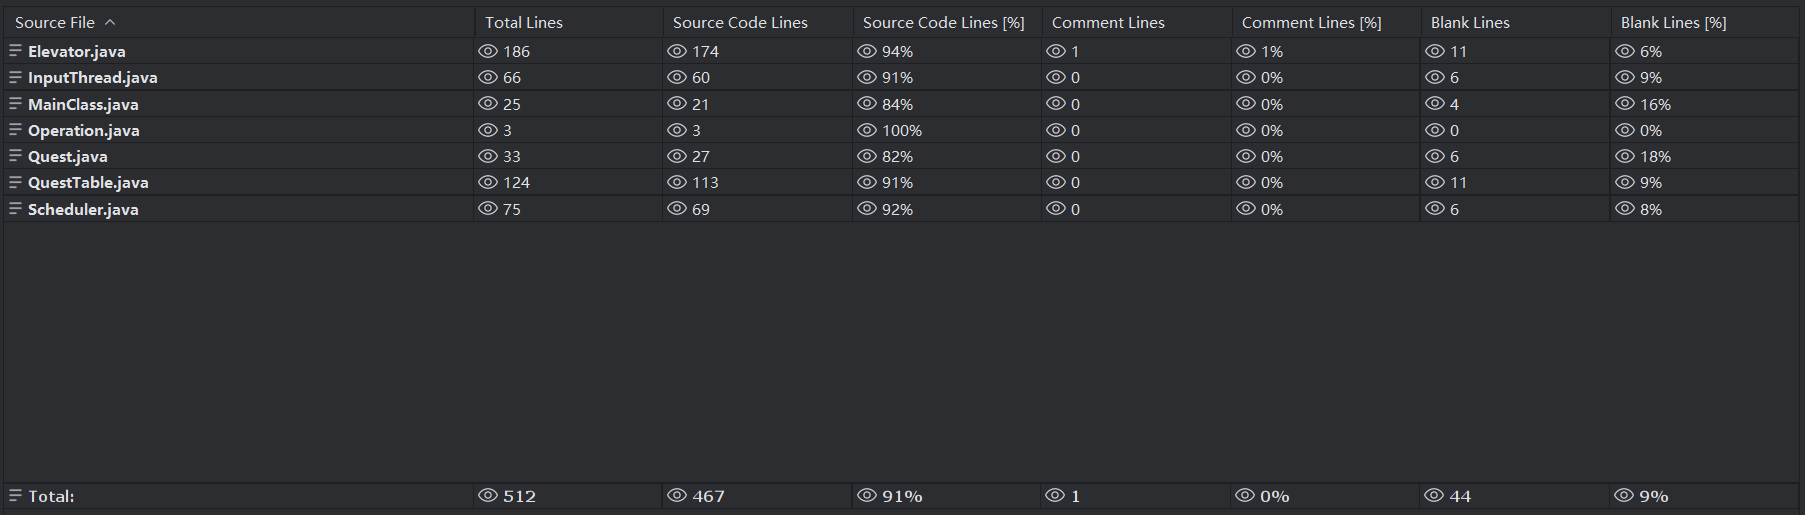 Source File Total Lines Source Code Lines Source Code Lines [%] Comment Lines Comment Lines [%] Blank Lines Blank Lines [%]
Elevator.java 186 174 94% 1 1% 11 6%
InputThread.java 66 60 91% 0 0% 6 9%
MainClass.java 25 21 84% 0 0% 4 16%
Operation.java 3 3 100% 0 0% 0 0%
Quest.java 33 27 82% 0 0% 6 18%
QuestTable.java 124 113 91% 0 0% 11 9%
Scheduler.java 75 69 92% 0 0% 6 8%
Total: 512 467 91% 1 0% 44 9%